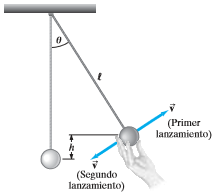 θ
ℓ
v⃗
(Primer
lanzamiento)
h
v⃗
(Segundo
lanzamiento)